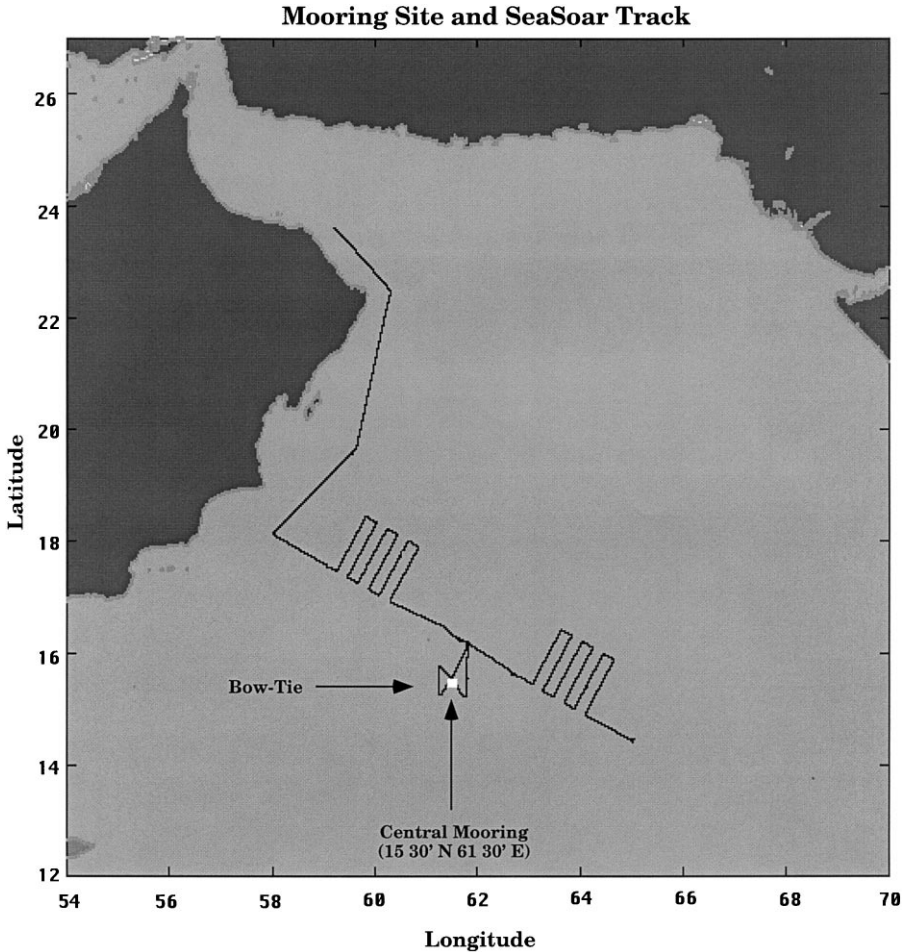 Mooring Site and SeaSoar Track
26
24
22
20
18
16
14
12
Latitude
Bow-Tie
Central Mooring
(15 30' N 61 30' E)
54 56 58 60 62 64 66 68 70
Longitude